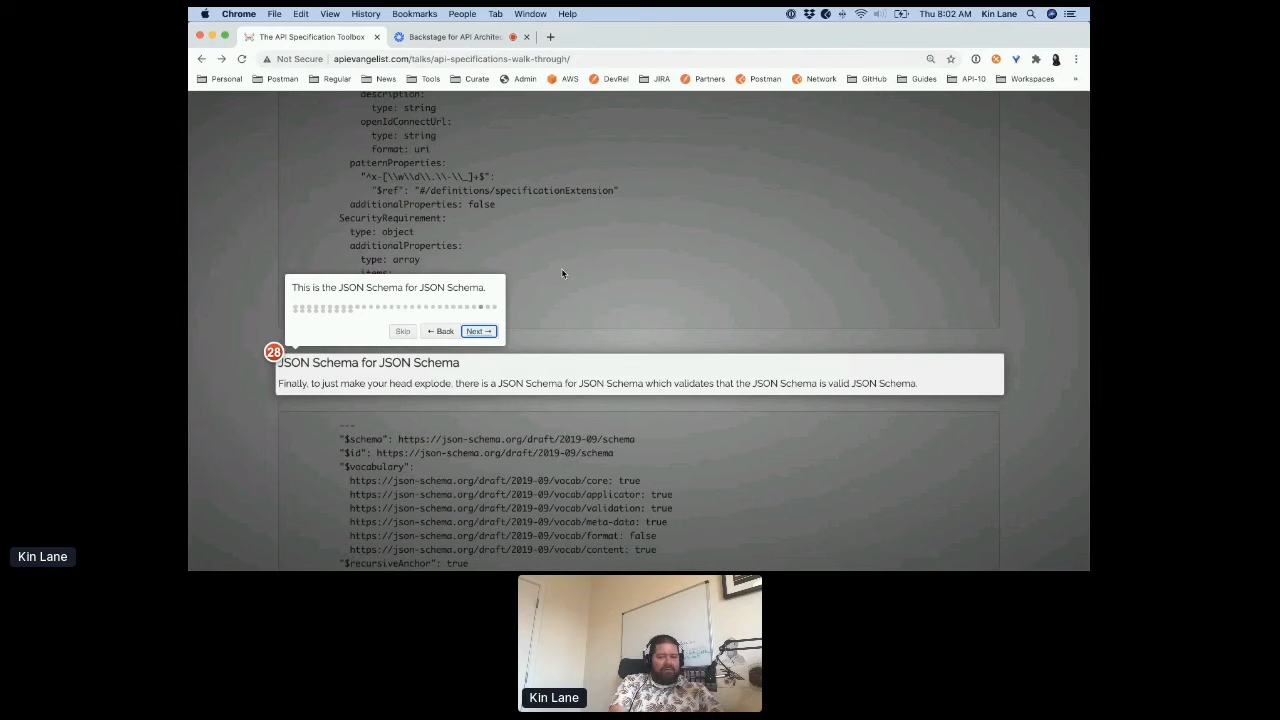 Chrome File Edit View History Bookmarks People Tab Window Help Thu 8:02 AM Kin Lane
The API Specification Toolbox
Backstage for API Architec
Not Secure apievangelist.com/talks/api-specifications-walk-through/
Personal Postman Regular News Tools Curate Admin AWS DevRel JIRA Partners Postman Network GitHub Guides API-10 Workspaces »
description:
type: string
openIdConnectUrl:
type: string
format: uri
patternProperties:
"^x-[\\w\\d\\.\\-\\_]+$":
"$ref": "#/definitions/specificationExtension"
additionalProperties: false
SecurityRequirement:
type: object
additionalProperties:
type: array
items:
This is the JSON Schema for JSON Schema.
Skip ← Back Next →
28
JSON Schema for JSON Schema
Finally, to just make your head explode, there is a JSON Schema for JSON Schema which validates that the JSON Schema is valid JSON Schema.
---
"$schema": https://json-schema.org/draft/2019-09/schema
"$id": https://json-schema.org/draft/2019-09/schema
"$vocabulary":
https://json-schema.org/draft/2019-09/vocab/core: true
https://json-schema.org/draft/2019-09/vocab/applicator: true
https://json-schema.org/draft/2019-09/vocab/validation: true
https://json-schema.org/draft/2019-09/vocab/meta-data: true
https://json-schema.org/draft/2019-09/vocab/format: false
https://json-schema.org/draft/2019-09/vocab/content: true
"$recursiveAnchor": true
Kin Lane
Kin Lane